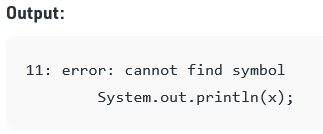 Output:
11: error: cannot find symbol
System.out.println(x);